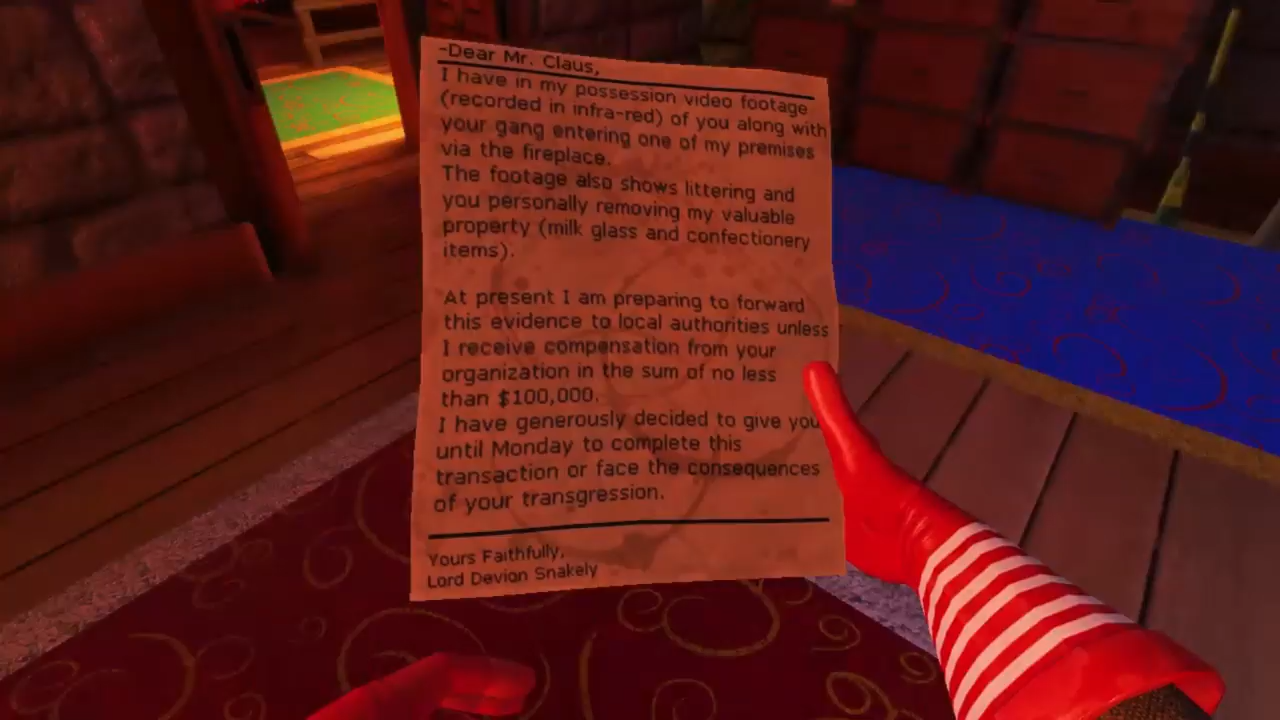 -Dear Mr. Claus,
I have in my possession video footage
(recorded in infra-red) of you along with
your gang entering one of my premises
via the fireplace.
The footage also shows littering and
you personally removing my valuable
property (milk glass and confectionery
items).
At present I am preparing to forward
this evidence to local authorities unless
I receive compensation from your
organization in the sum of no less
than $100,000.
I have generously decided to give you
until Monday to complete this
transaction or face the consequences
of your transgression.
Yours Faithfully,
Lord Devion Snakely